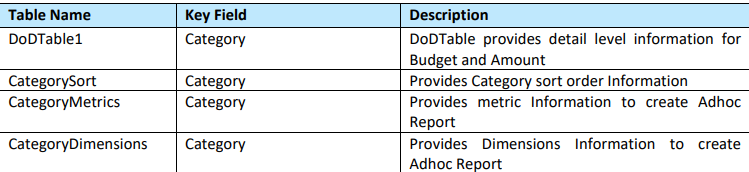 Table Name Key Field Description
DoDTable1 Category DoDTable provides detail level information for
Budget and Amount
CategorySort Category Provides Category sort order Information
CategoryMetrics Category Provides metric Information to create Adhoc
Report
CategoryDimensions Category Provides Dimensions Information to create
Adhoc Report